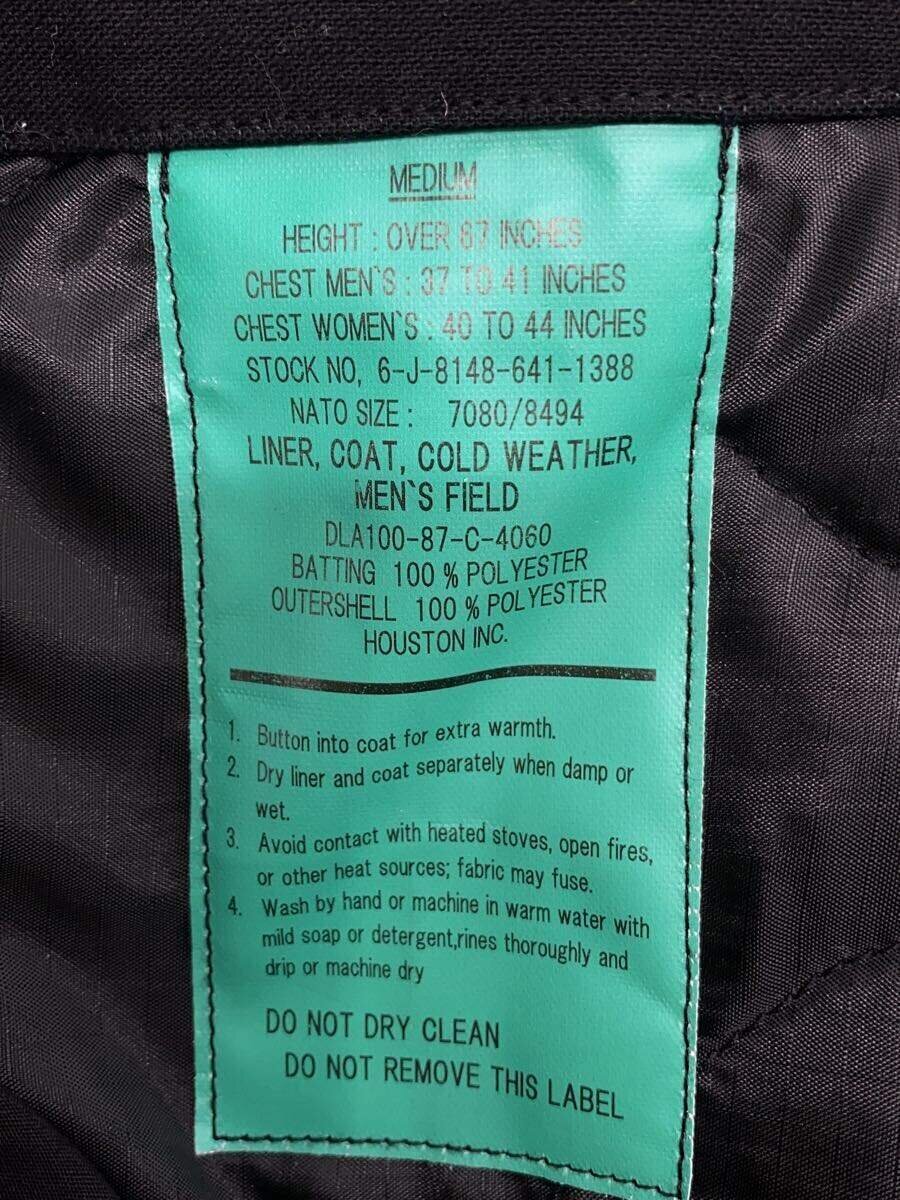 MEDIUM
HEIGHT : OVER 67 INCHES
CHEST MEN`S : 37 TO 41 INCHES
CHEST WOMEN`S : 40 TO 44 INCHES
STOCK NO, 6-J-8148-641-1388
NATO SIZE : 7080/8494
LINER, COAT, COLD WEATHER,
MEN`S FIELD
DLA100-87-C-4060
BATTING 100 % POLYESTER
OUTERSHELL 100 % POLYESTER
HOUSTON INC.
1. Button into coat for extra warmth.
2. Dry liner and coat separately when damp or
wet.
3. Avoid contact with heated stoves, open fires,
or other heat sources; fabric may fuse.
4. Wash by hand or machine in warm water with
mild soap or detergent,rines thoroughly and
drip or machine dry
DO NOT DRY CLEAN
DO NOT REMOVE THIS LABEL